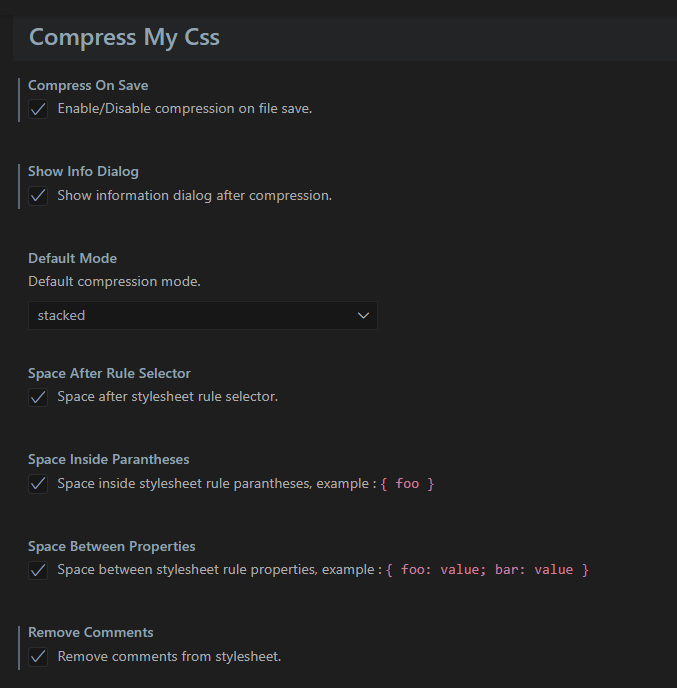 Compress My Css
Compress On Save
Enable/Disable compression on file save.
Show Info Dialog
Show information dialog after compression.
Default Mode
Default compression mode.
stacked
Space After Rule Selector
Space after stylesheet rule selector.
Space Inside Parantheses
Space inside stylesheet rule parantheses, example : { foo }
Space Between Properties
Space between stylesheet rule properties, example : { foo: value; bar: value }
Remove Comments
Remove comments from stylesheet.